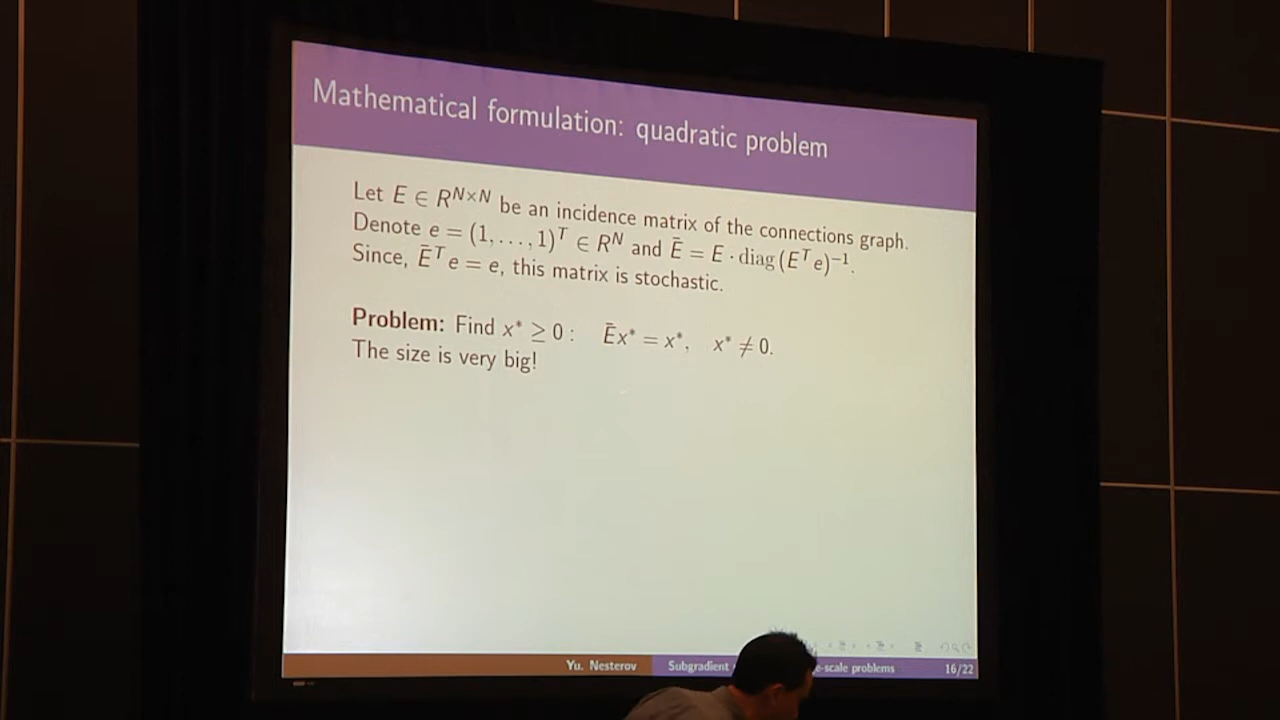 Mathematical formulation: quadratic problem
Let E ∈ R^{N×N} be an incidence matrix of the connections graph.
Denote e = (1, …, 1)^T ∈ R^N and Ē = E · diag (E^T e)^{−1}.
Since, Ē^T e = e, this matrix is stochastic.
Problem: Find x* ≥ 0 : Ēx* = x*, x* ≠ 0.
The size is very big!
Yu. Nesterov Subgradient -scale problems 16/22